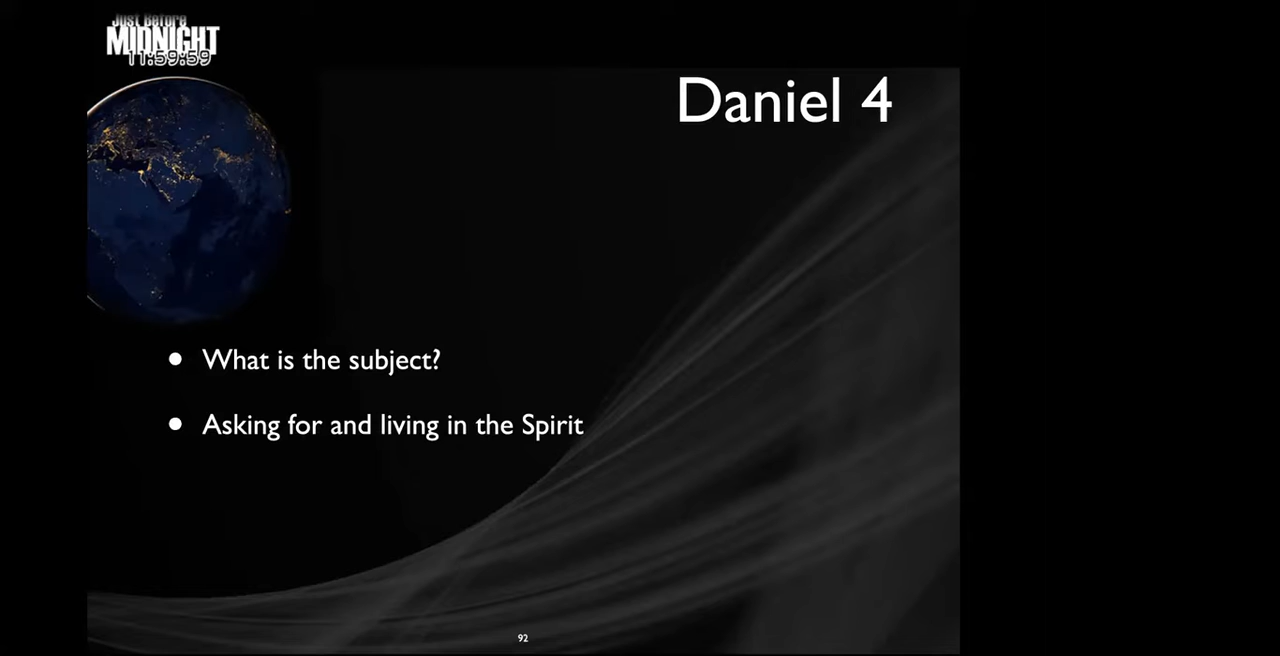 Just Before
MIDNIGHT
11:59:59
Daniel 4
• What is the subject?
• Asking for and living in the Spirit
92